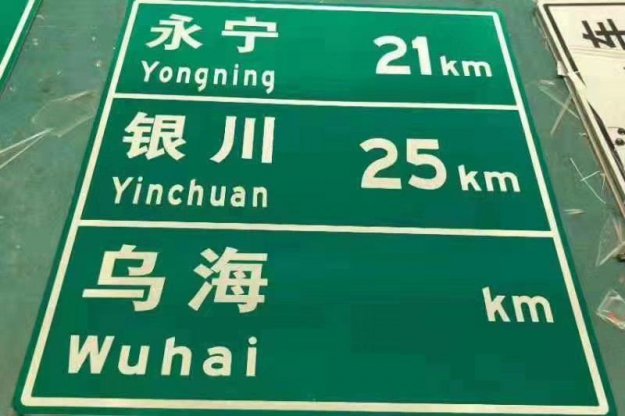 永宁 21km
Yongning
银川 25km
Yinchuan
乌海 km
Wuhai